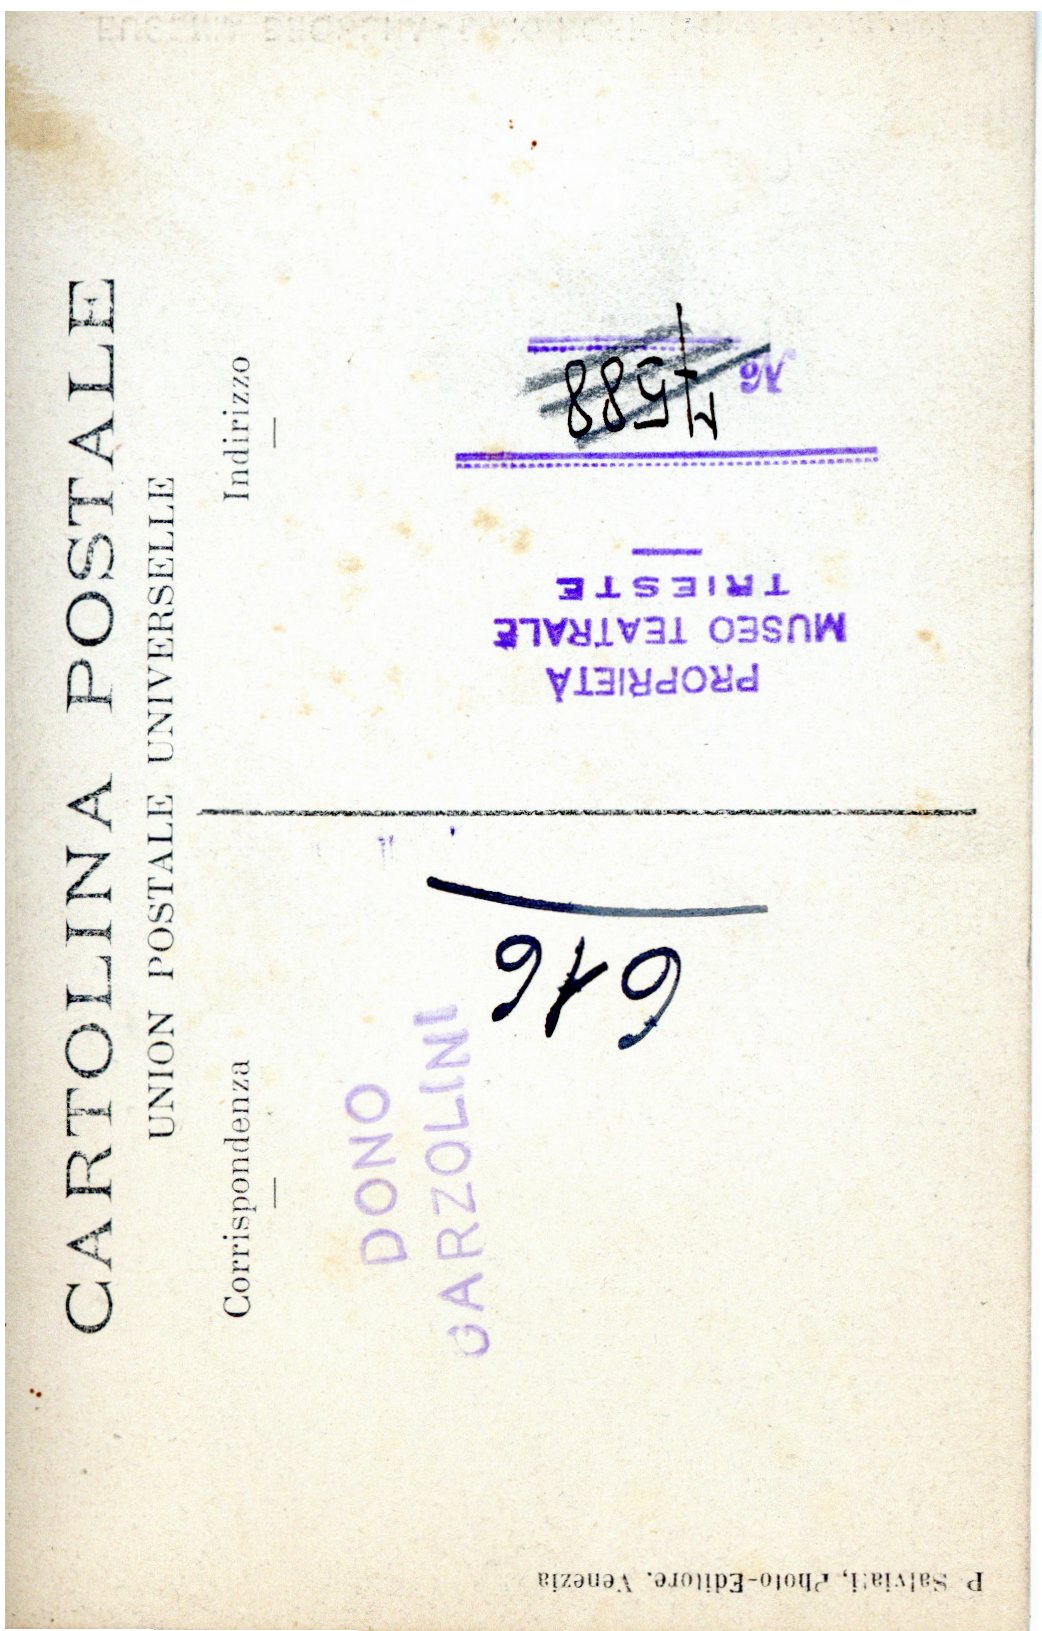 CARTOLINA POSTALE
UNION POSTALE UNIVERSELLE
Corrispondenza
Indirizzo
DONO
GARZOLINI
616
PROPRIETÀ
MUSEO TEATRALE
TRIESTE
No
P. Salviati, Photo-Editore. Venezia